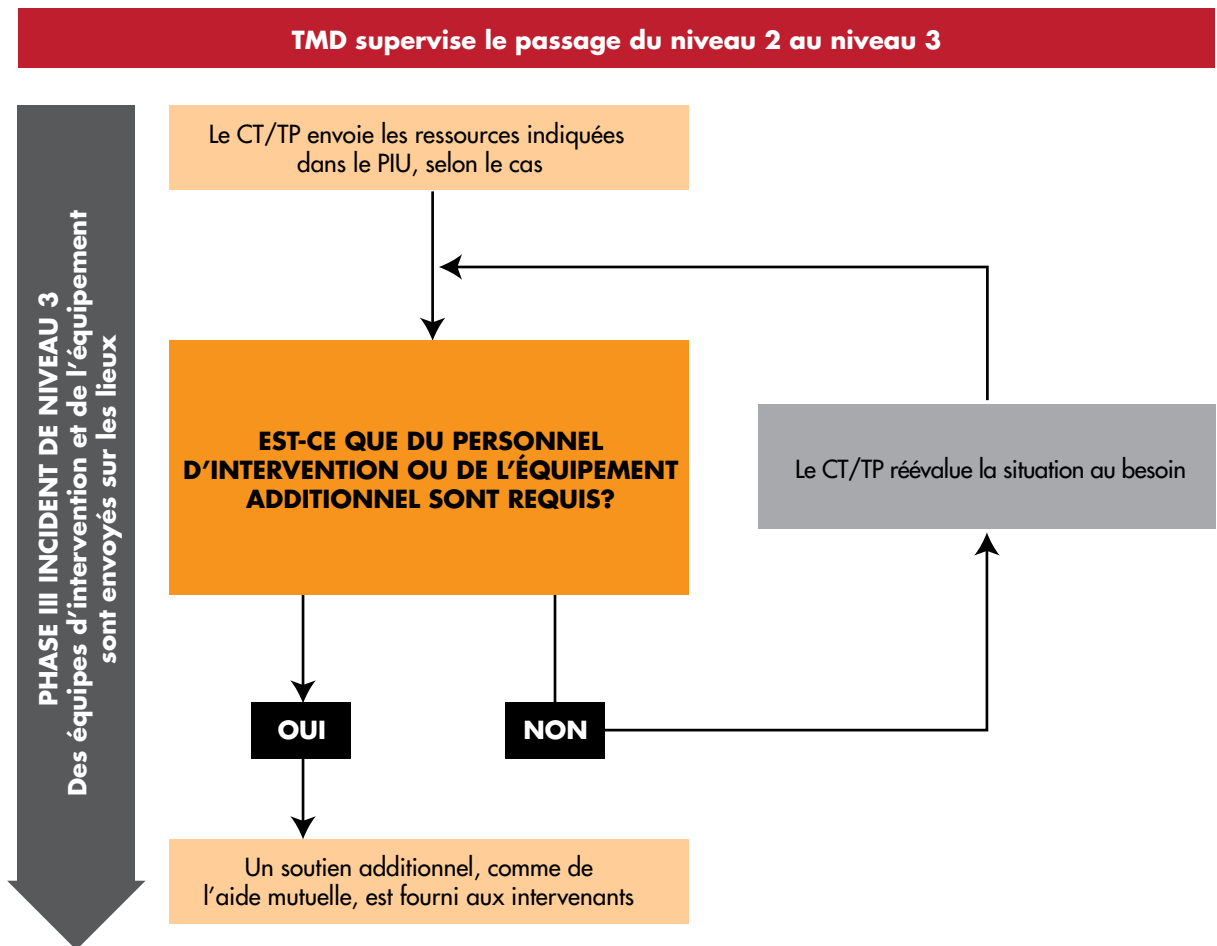 TMD supervise le passage du niveau 2 au niveau 3
PHASE III INCIDENT DE NIVEAU 3
Des équipes d'intervention et de l'équipement
sont envoyés sur les lieux
Le CT/TP envoie les ressources indiquées
dans le PIU, selon le cas
EST-CE QUE DU PERSONNEL
D'INTERVENTION OU DE L'ÉQUIPEMENT
ADDITIONNEL SONT REQUIS?
Le CT/TP réévalue la situation au besoin
OUI
NON
Un soutien additionnel, comme de
l'aide mutuelle, est fourni aux intervenants